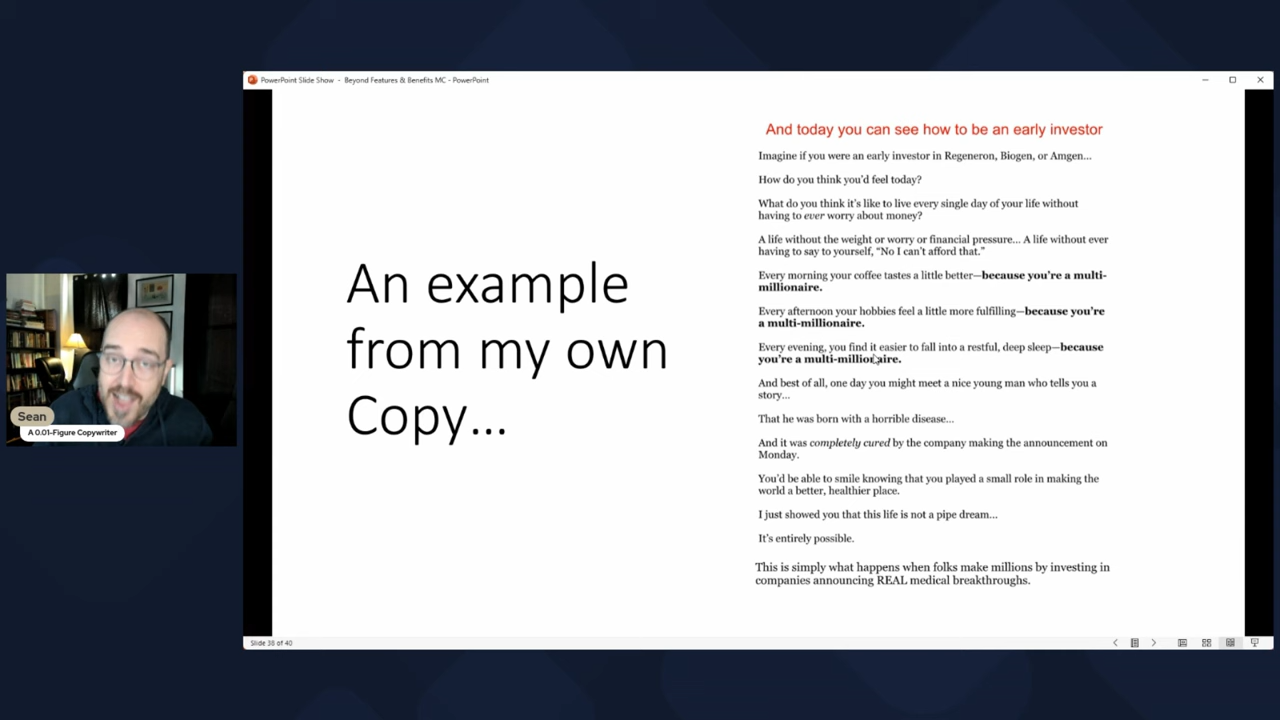 PowerPoint Slide Show - Beyond Features & Benefits MC - PowerPoint
An example
from my own
Copy...
And today you can see how to be an early investor
Imagine if you were an early investor in Regeneron, Biogen, or Amgen...
How do you think you'd feel today?
What do you think it's like to live every single day of your life without
having to ever worry about money?
A life without the weight or worry or financial pressure... A life without ever
having to say to yourself, "No I can't afford that."
Every morning your coffee tastes a little better—because you're a multi-
millionaire.
Every afternoon your hobbies feel a little more fulfilling—because you're
a multi-millionaire.
Every evening, you find it easier to fall into a restful, deep sleep—because
you're a multi-millionaire.
And best of all, one day you might meet a nice young man who tells you a
story...
That he was born with a horrible disease...
And it was completely cured by the company making the announcement on
Monday.
You'd be able to smile knowing that you played a small role in making the
world a better, healthier place.
I just showed you that this life is not a pipe dream...
It's entirely possible.
This is simply what happens when folks make millions by investing in
companies announcing REAL medical breakthroughs.
Sean
A 0.01-Figure Copywriter
Slide 38 of 40